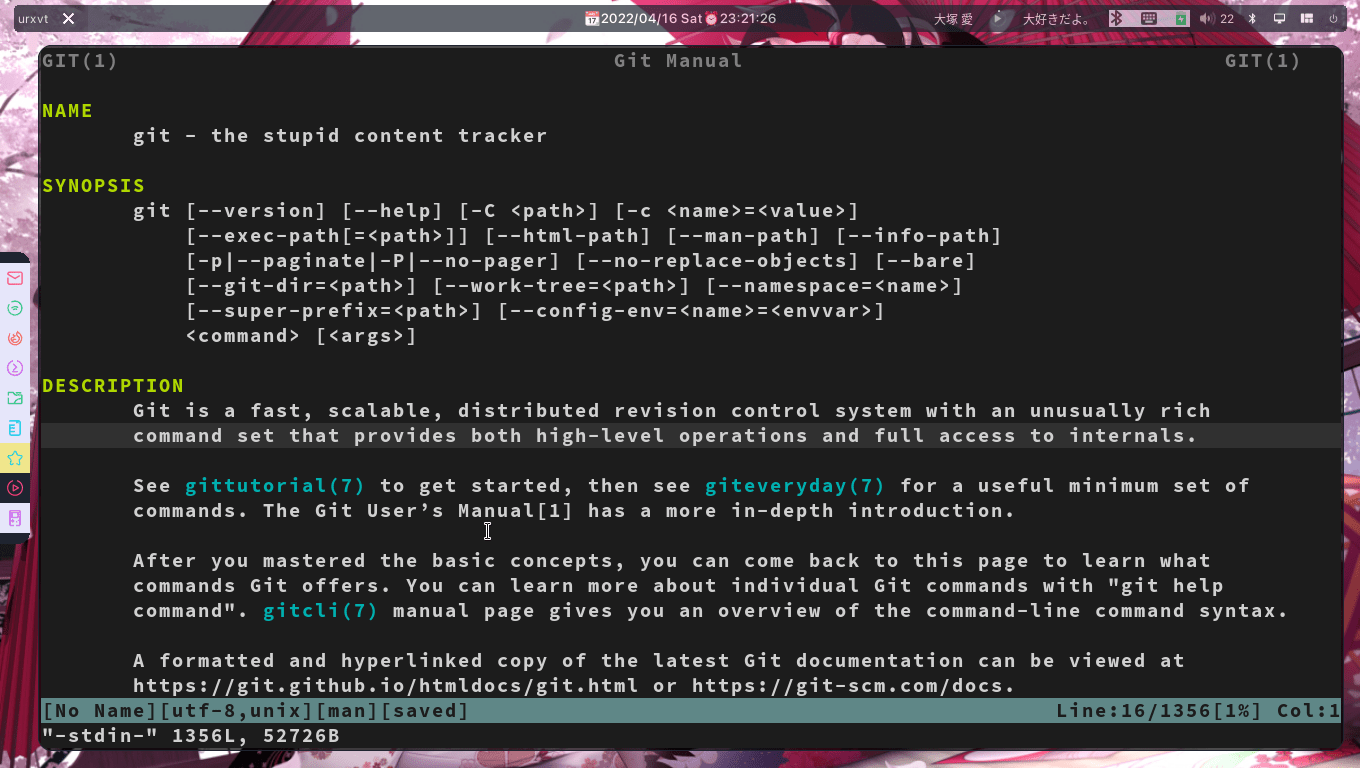 urxvt
2022/04/16 Sat 23:21:26
大塚 愛
大好きだよ。
22
GIT(1) Git Manual GIT(1)
NAME
git - the stupid content tracker
SYNOPSIS
git [--version] [--help] [-C <path>] [-c <name>=<value>]
[--exec-path[=<path>]] [--html-path] [--man-path] [--info-path]
[-p|--paginate|-P|--no-pager] [--no-replace-objects] [--bare]
[--git-dir=<path>] [--work-tree=<path>] [--namespace=<name>]
[--super-prefix=<path>] [--config-env=<name>=<envvar>]
<command> [<args>]
DESCRIPTION
Git is a fast, scalable, distributed revision control system with an unusually rich
command set that provides both high-level operations and full access to internals.
See gittutorial(7) to get started, then see giteveryday(7) for a useful minimum set of
commands. The Git User’s Manual[1] has a more in-depth introduction.
After you mastered the basic concepts, you can come back to this page to learn what
commands Git offers. You can learn more about individual Git commands with "git help
command". gitcli(7) manual page gives you an overview of the command-line command syntax.
A formatted and hyperlinked copy of the latest Git documentation can be viewed at
https://git.github.io/htmldocs/git.html or https://git-scm.com/docs.
[No Name][utf-8,unix][man][saved] Line:16/1356[1%] Col:1
"-stdin-" 1356L, 52726B